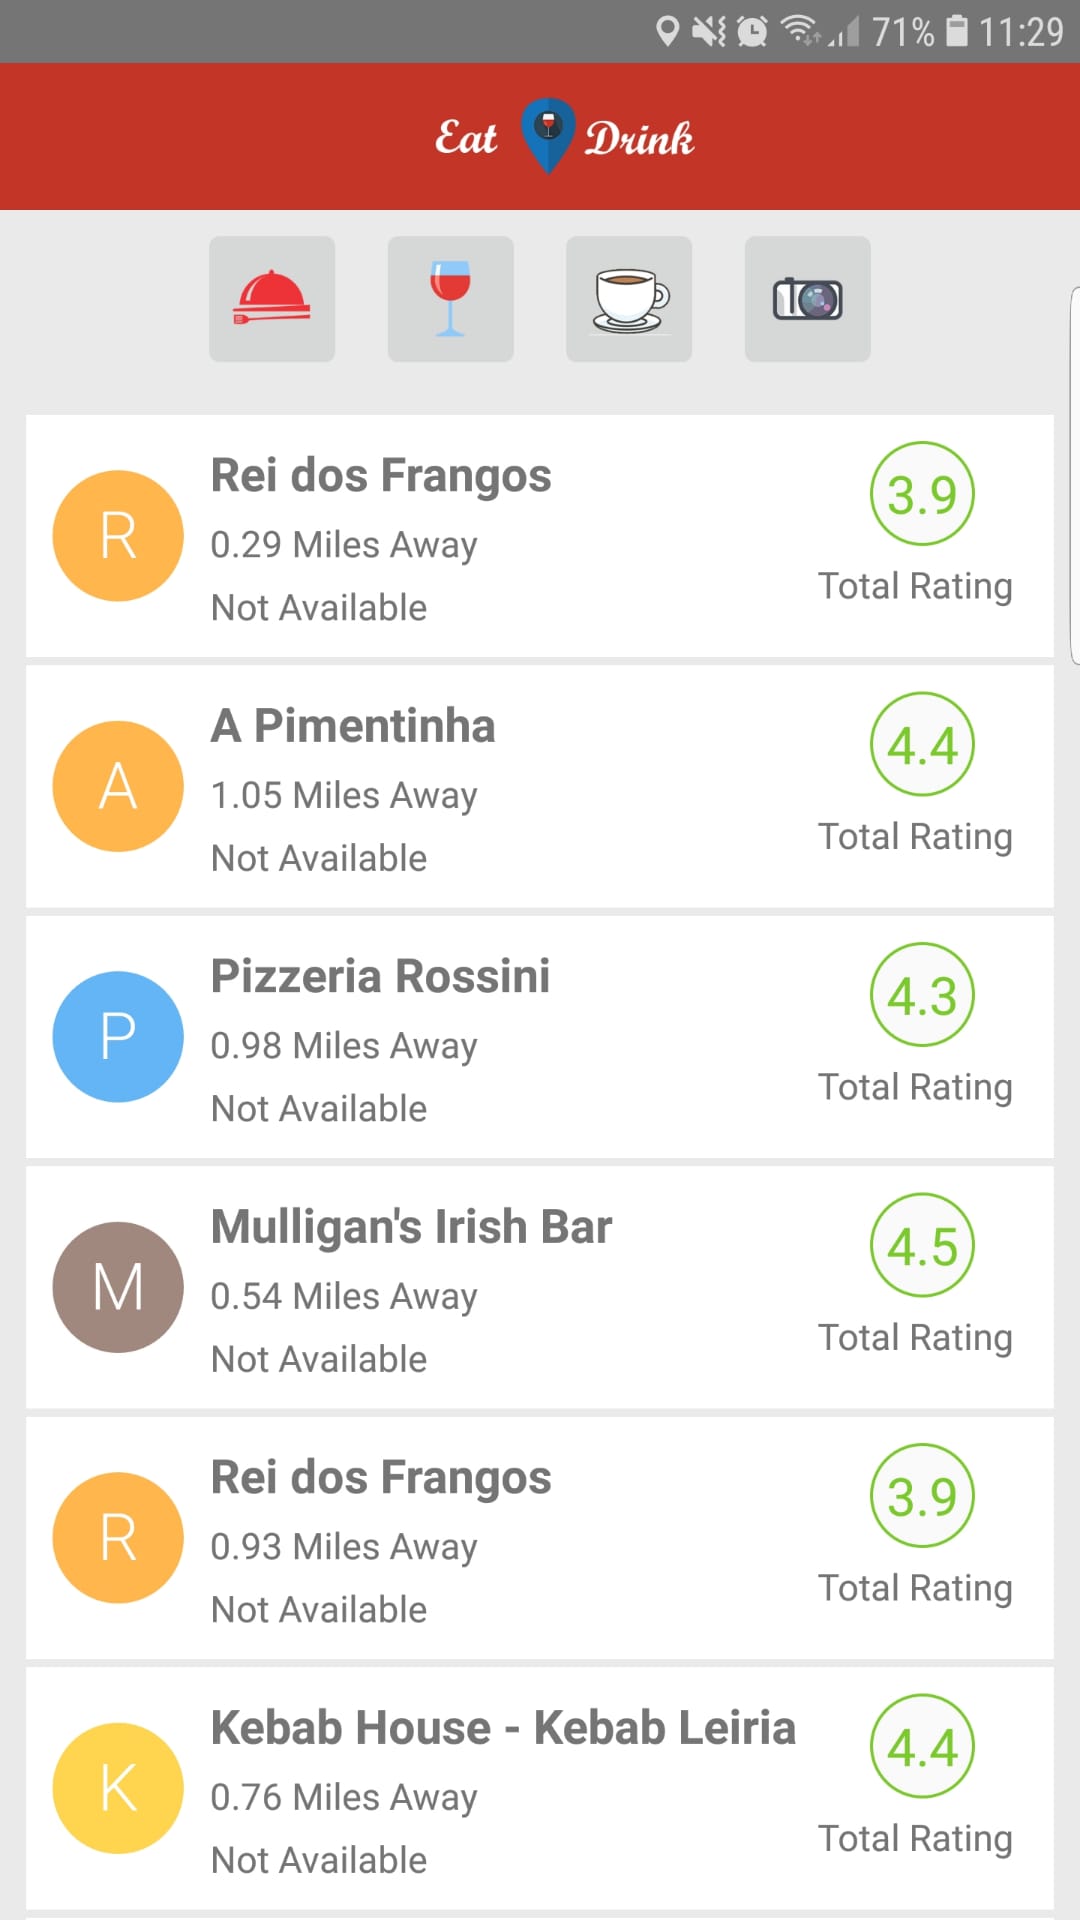 71% 11:29
Eat Drink
R
Rei dos Frangos
0.29 Miles Away
Not Available
3.9
Total Rating
A
A Pimentinha
1.05 Miles Away
Not Available
4.4
Total Rating
P
Pizzeria Rossini
0.98 Miles Away
Not Available
4.3
Total Rating
M
Mulligan's Irish Bar
0.54 Miles Away
Not Available
4.5
Total Rating
R
Rei dos Frangos
0.93 Miles Away
Not Available
3.9
Total Rating
K
Kebab House - Kebab Leiria
0.76 Miles Away
Not Available
4.4
Total Rating